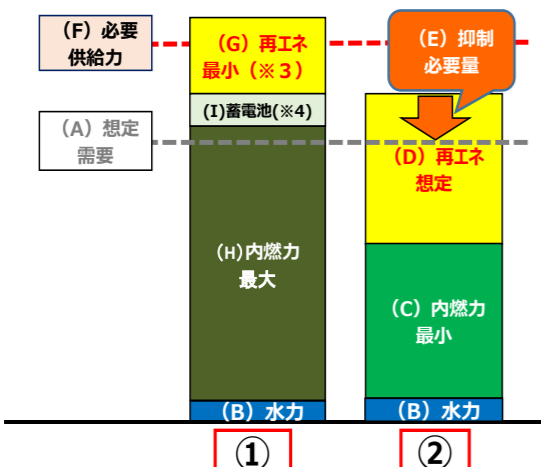 （F）必要
供給力
（A）想定
需要
（G）再エネ
最小（※３）
(I)蓄電池(※4)
（H)内燃力
最大
（B）水力
①
（E）抑制
必要量
（D）再エネ
想定
（C）内燃力
最小
（B）水力
②